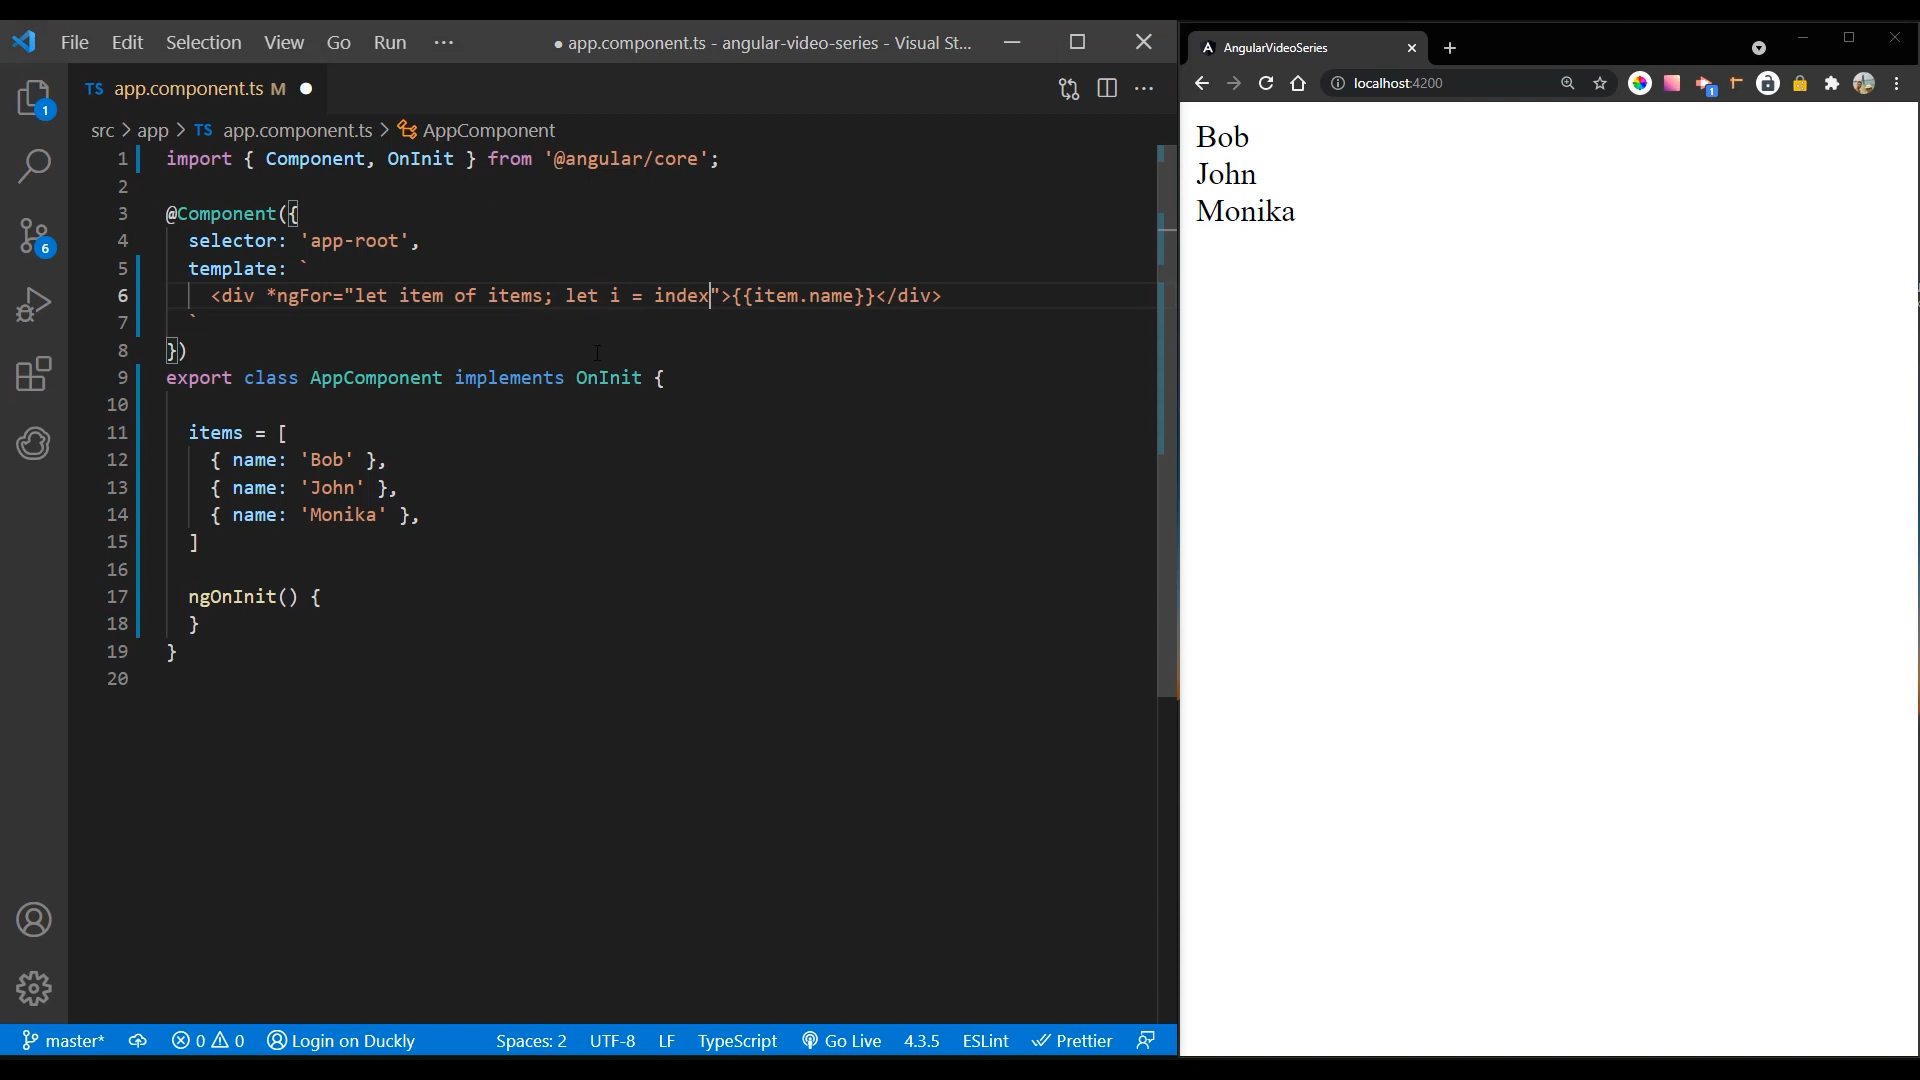 File Edit Selection View Go Run ··· ● app.component.ts - angular-video-series - Visual St...
TS app.component.ts M ●
src > app > TS app.component.ts > AppComponent
1 import { Component, OnInit } from '@angular/core';
2
3 @Component({
4 selector: 'app-root',
5 template: `
6 <div *ngFor="let item of items; let i = index">{{item.name}}</div>
7 `
8 })
9 export class AppComponent implements OnInit {
10
11 items = [
12 { name: 'Bob' },
13 { name: 'John' },
14 { name: 'Monika' },
15 ]
16
17 ngOnInit() {
18 }
19 }
20
1
6
master* 0 0 Login on Duckly Spaces: 2 UTF-8 LF TypeScript Go Live 4.3.5 ESLint Prettier
A AngularVideoSeries
localhost:4200
1
Bob
John
Monika